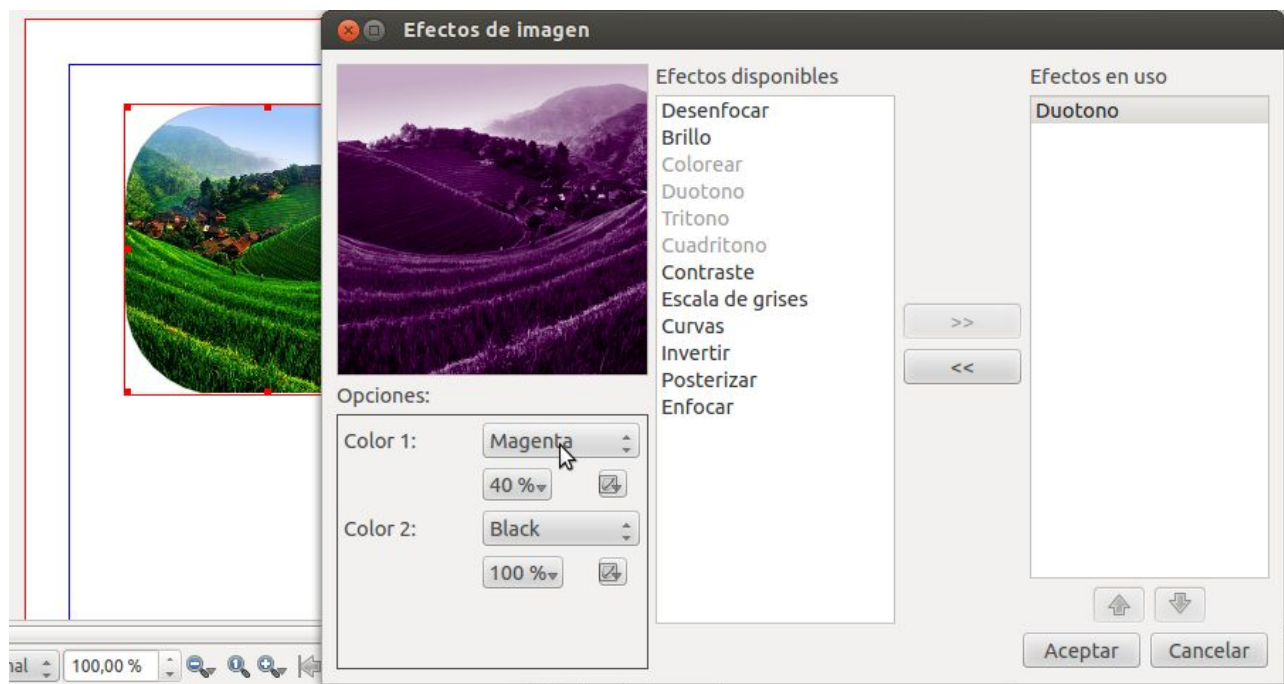 Efectos de imagen
Efectos disponibles
Desenfocar
Brillo
Colorear
Duotono
Tritono
Cuadritono
Contraste
Escala de grises
Curvas
Invertir
Posterizar
Enfocar
Efectos en uso
Duotono
>>
<<
Opciones:
Color 1:
Magenta
40 %
Color 2:
Black
100 %
Aceptar
Cancelar
nal
100,00 %